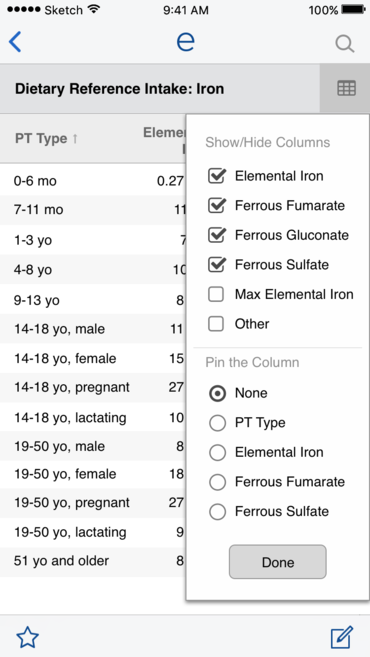 Sketch 9:41 AM 100%
e
Dietary Reference Intake: Iron
PT Type ↑
0-6 mo 0.27
7-11 mo 11
1-3 yo 7
4-8 yo 10
9-13 yo 8
14-18 yo, male 11
14-18 yo, female 15
14-18 yo, pregnant 27
14-18 yo, lactating 10
19-50 yo, male 8
19-50 yo, female 18
19-50 yo, pregnant 27
19-50 yo, lactating 9
51 yo and older 8
Show/Hide Columns
Elemental Iron
Ferrous Fumarate
Ferrous Gluconate
Ferrous Sulfate
Max Elemental Iron
Other
Pin the Column
None
PT Type
Elemental Iron
Ferrous Fumarate
Ferrous Sulfate
Done